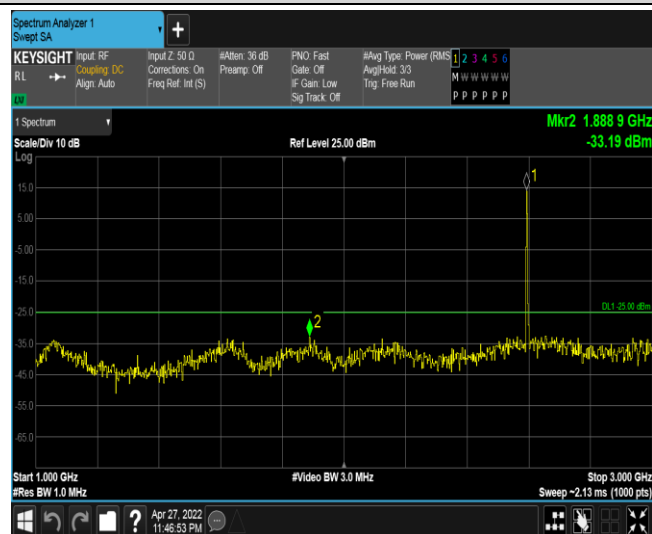 Spectrum Analyzer 1
Swept SA
+
KEYSIGHT
RL
Input: RF
Coupling: DC
Align: Auto
Input Z: 50 Ω
Corrections: On
Freq Ref: Int (S)
#Atten: 36 dB
Preamp: Off
PNO: Fast
Gate: Off
IF Gain: Low
Sig Track: Off
#Avg Type: Power (RMS
Avg|Hold: 3/3
Trig: Free Run
1 2 3 4 5 6
M W W W W W
P P P P P P
1 Spectrum
Mkr2 1.888 9 GHz
Scale/Div 10 dB
Ref Level 25.00 dBm
-33.19 dBm
Log
15.0
5.00
-5.00
-15.0
-25.0
-35.0
-45.0
-55.0
-65.0
1
2
DL1 -25.00 dBm
Start 1.000 GHz
#Video BW 3.0 MHz
Stop 3.000 GHz
#Res BW 1.0 MHz
Sweep ~2.13 ms (1000 pts)
?
Apr 27, 2022
11:46:53 PM